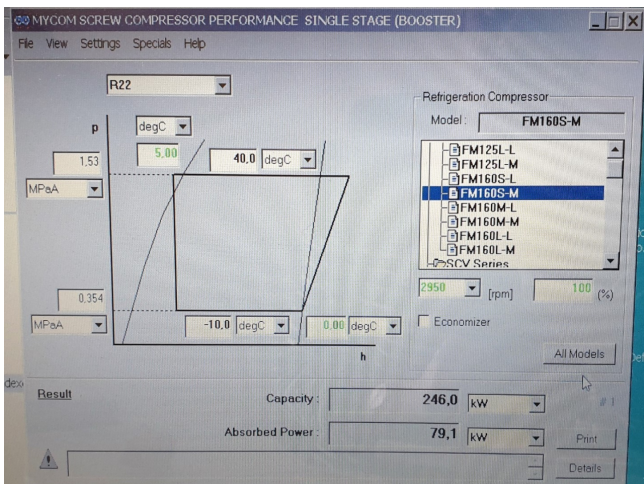 MYCOM SCREW COMPRESSOR PERFORMANCE SINGLE STAGE (BOOSTER)
File View Settings Specials Help
R22
Refrigeration Compressor
Model : FM160S-M
p
degC
5,00
40,0 degC
1,53
MPaA
FM125L-L
FM125L-M
FM160S-L
FM160S-M
FM160M-L
FM160M-M
FM160L-L
FM160L-M
SCV Series
2950 [rpm] 100 (%)
0,354
MPaA
-10,0 degC
0,00 degC
h
Economizer
All Models
Result
Capacity : 246,0 kW
# 1
Absorbed Power : 79,1 kW
Print
Details